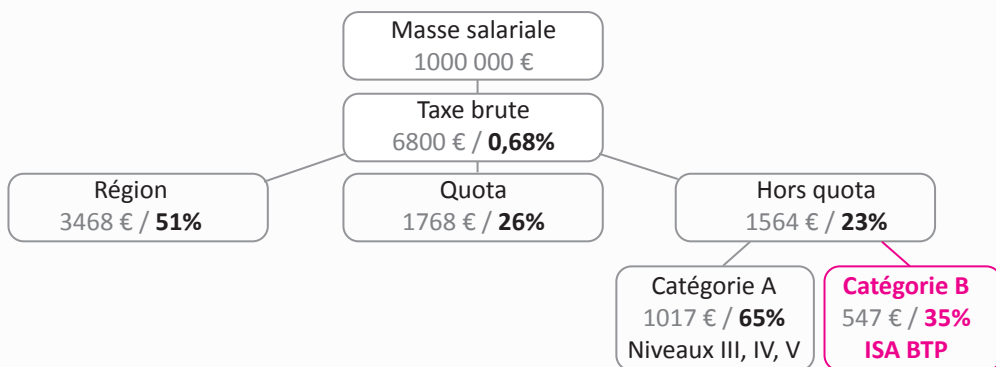 Masse salariale
1000 000 €
Taxe brute
6800 € / 0,68%
Région
3468 € / 51%
Quota
1768 € / 26%
Hors quota
1564 € / 23%
Catégorie A
1017 € / 65%
Niveaux III, IV, V
Catégorie B
547 € / 35%
ISA BTP